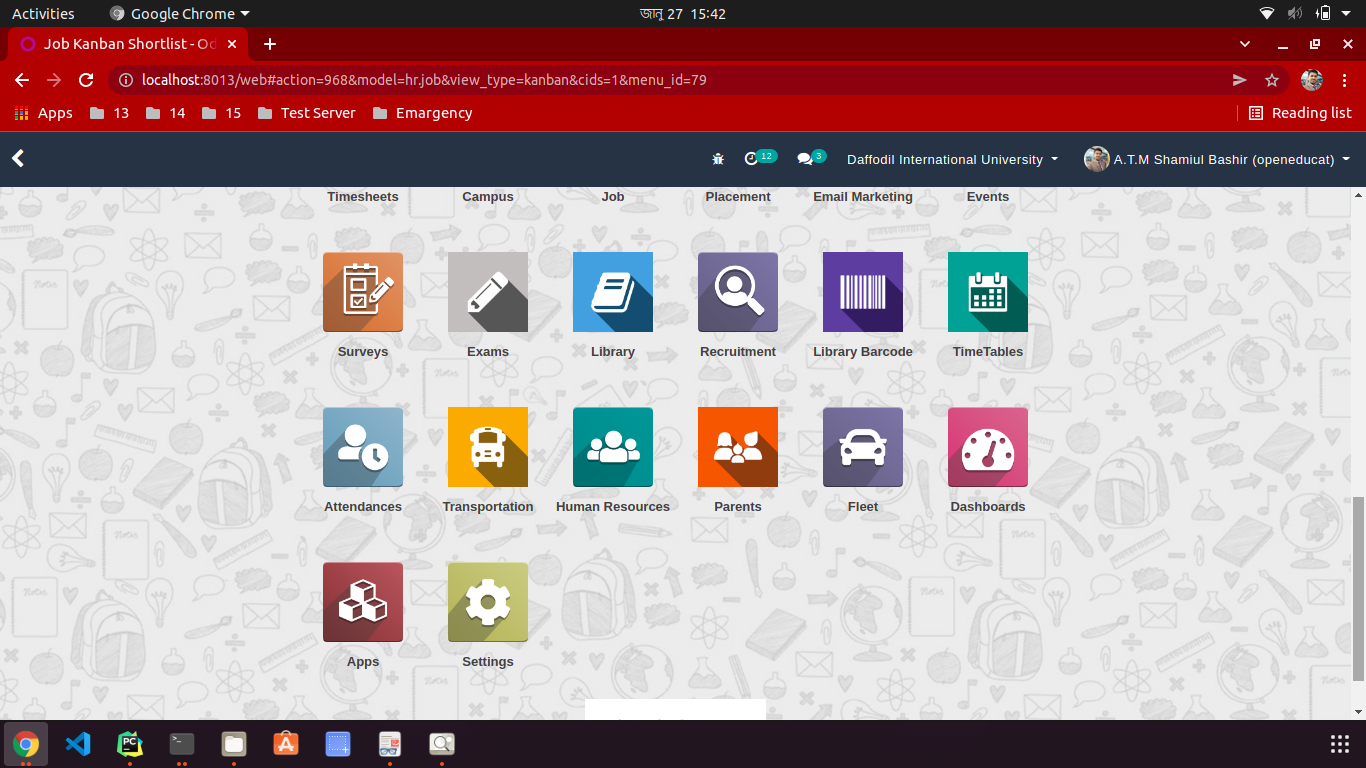 Activities Google Chrome জানু 27 15:42
Job Kanban Shortlist - Od
localhost:8013/web#action=968&model=hr.job&view_type=kanban&cids=1&menu_id=79
Apps 13 14 15 Test Server Emargency Reading list
12 3 Daffodil International University A.T.M Shamiul Bashir (openeducat)
Timesheets Campus Job Placement Email Marketing Events
Surveys Exams Library Recruitment Library Barcode TimeTables
Attendances Transportation Human Resources Parents Fleet Dashboards
Apps Settings